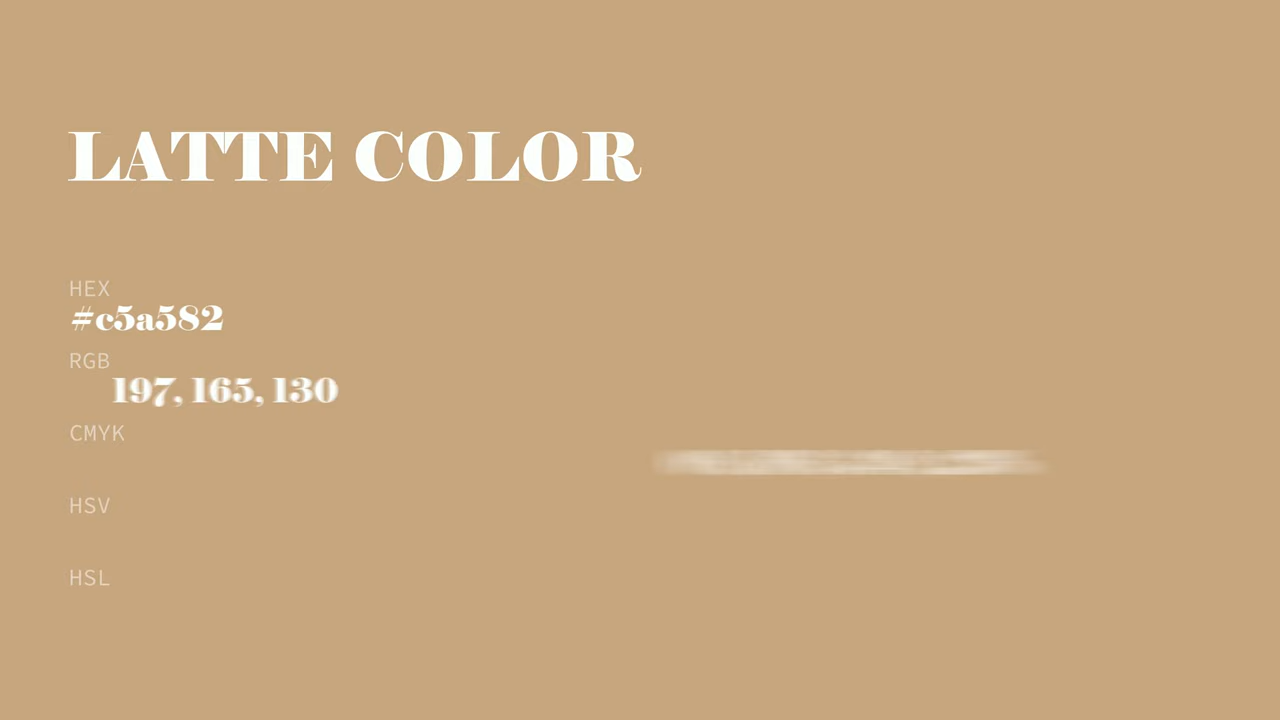 LATTE COLOR
HEX
#c5a582
RGB
197, 165, 130
CMYK
HSV
HSL